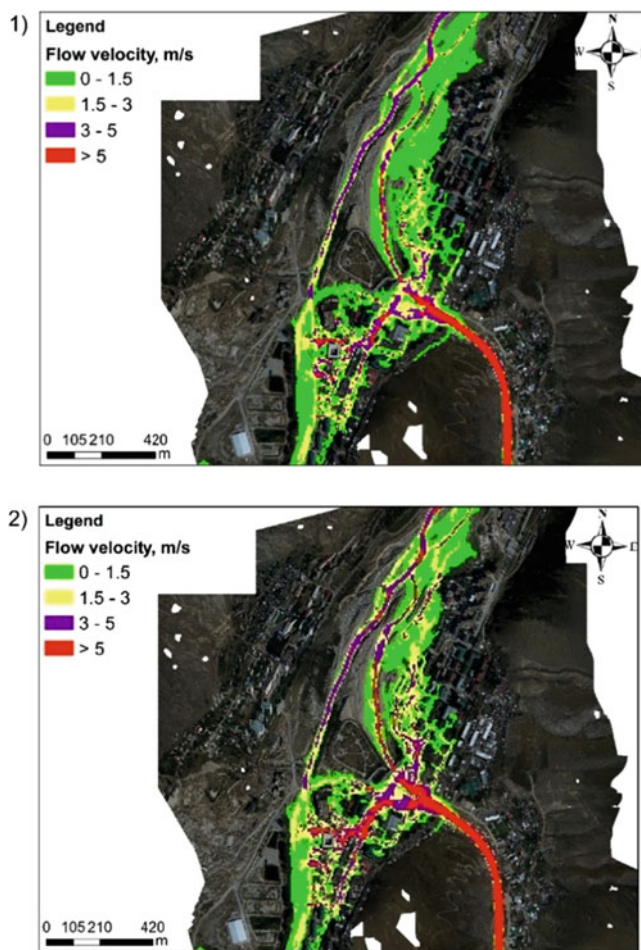 1)
Legend
Flow velocity, m/s
0 - 1.5
1.5 - 3
3 - 5
> 5
N
W
S
0 105 210 420
m
2)
Legend
Flow velocity, m/s
0 - 1.5
1.5 - 3
3 - 5
> 5
N
W E
S
0 105 210 420
m